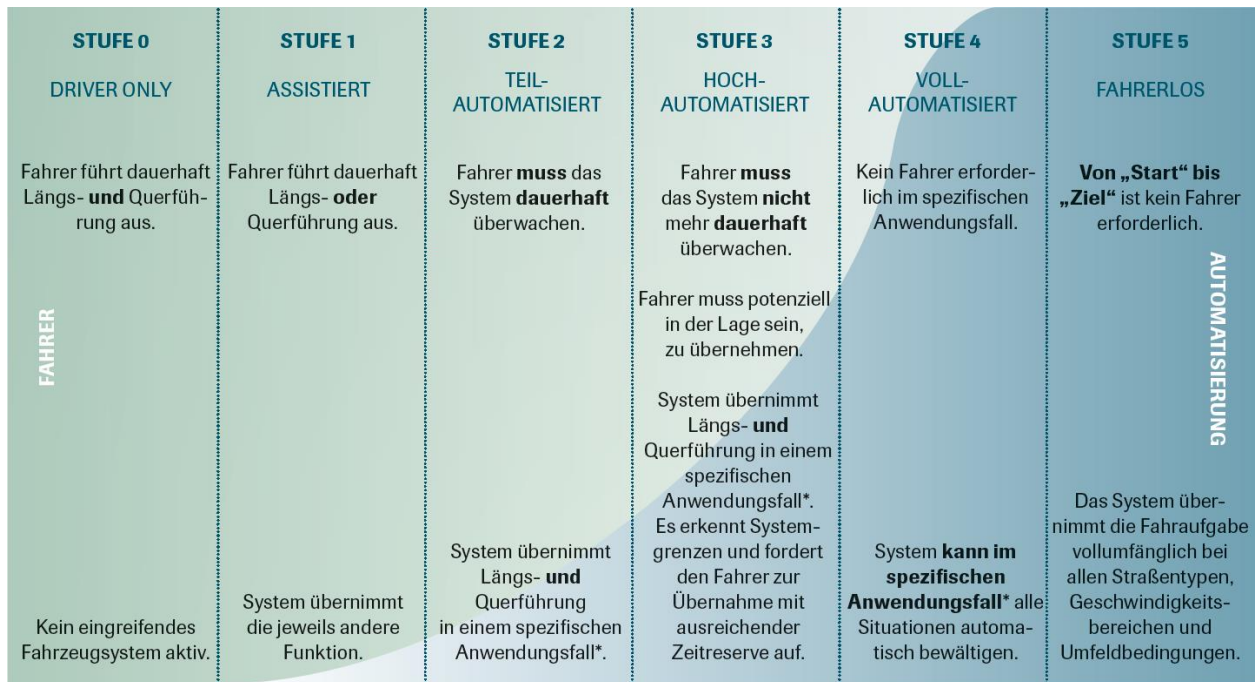 STUFE 0
DRIVER ONLY
Fahrer führt dauerhaft
Längs- und Querfüh-
rung aus.
Kein eingreifendes
Fahrzeugsystem aktiv.
STUFE 1
ASSISTIERT
Fahrer führt dauerhaft
Längs- oder
Querführung aus.
System übernimmt
die jeweils andere
Funktion.
STUFE 2
TEIL-
AUTOMATISIERT
Fahrer muss das
System dauerhaft
überwachen.
System übernimmt
Längs- und
Querführung
in einem spezifischen
Anwendungsfall*.
STUFE 3
HOCH-
AUTOMATISIERT
Fahrer muss
das System nicht
mehr dauerhaft
überwachen.
Fahrer muss potenziell
in der Lage sein,
zu übernehmen.
System übernimmt
Längs- und
Querführung in einem
spezifischen
Anwendungsfall*.
Es erkennt System-
grenzen und fordert
den Fahrer zur
Übernahme mit
ausreichender
Zeitreserve auf.
STUFE 4
VOLL-
AUTOMATISIERT
Kein Fahrer erforder-
lich im spezifischen
Anwendungsfall.
System kann im
spezifischen
Anwendungsfall* alle
Situationen automa-
tisch bewältigen.
STUFE 5
FAHRERLOS
Von „Start“ bis
„Ziel“ ist kein Fahrer
erforderlich.
Das System über-
nimmt die Fahraufgabe
vollumfänglich bei
allen Straßentypen,
Geschwindigkeits-
bereichen und
Umfeldbedingungen.
FAHRER
AUTOMATISIERUNG